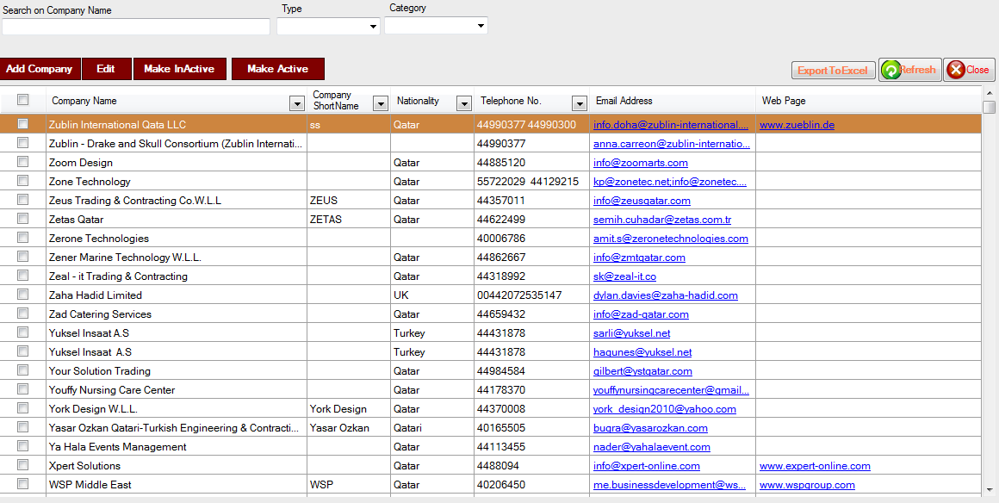 Search on Company Name Type Category
Add Company Edit Make InActive Make Active Export To Excel Refresh Close
Company Name Company ShortName Nationality Telephone No. Email Address Web Page
Zublin International Qata LLC ss Qatar 44990377 44990300 info.doha@zublin-international.... www.zueblin.de
Zublin - Drake and Skull Consortium (Zublin Internati... 44990377 anna.carreon@zublin-internatio...
Zoom Design Qatar 44885120 info@zoomarts.com
Zone Technology Qatar 55722029 44129215 kp@zonetec.net;info@zonetec....
Zeus Trading & Contracting Co.W.L.L ZEUS Qatar 44357011 info@zeusqatar.com
Zetas Qatar ZETAS Qatar 44622499 semih.cuhadar@zetas.com.tr
Zerone Technologies 40006786 amit.s@zeronetechnologies.com
Zener Marine Technology W.L.L. Qatar 44862667 info@zmtqatar.com
Zeal - it Trading & Contracting Qatar 44318992 sk@zeal-it.co
Zaha Hadid Limited UK 00442072535147 dylan.davies@zaha-hadid.com
Zad Catering Services Qatar 44659432 info@zad-qatar.com
Yuksel Insaat A.S Turkey 44431878 sarli@yuksel.net
Yuksel Insaat A.S Turkey 44431878 hagunes@yuksel.net
Your Solution Trading Qatar 44984584 gilbert@ystqatar.com
Youffy Nursing Care Center Qatar 44178370 youffynursingcarecenter@gmail...
York Design W.L.L. York Design Qatar 44370008 york_design2010@yahoo.com
Yasar Ozkan Qatari-Turkish Engineering & Contracti... Yasar Ozkan Qatari 40165505 bugra@yasarozkan.com
Ya Hala Events Management Qatar 44113455 nader@yahalaevent.com
Xpert Solutions Qatar 4488094 info@xpert-online.com www.expert-online.com
WSP Middle East WSP Qatar 40206450 me.businessdevelopment@ws... www.wspgroup.com